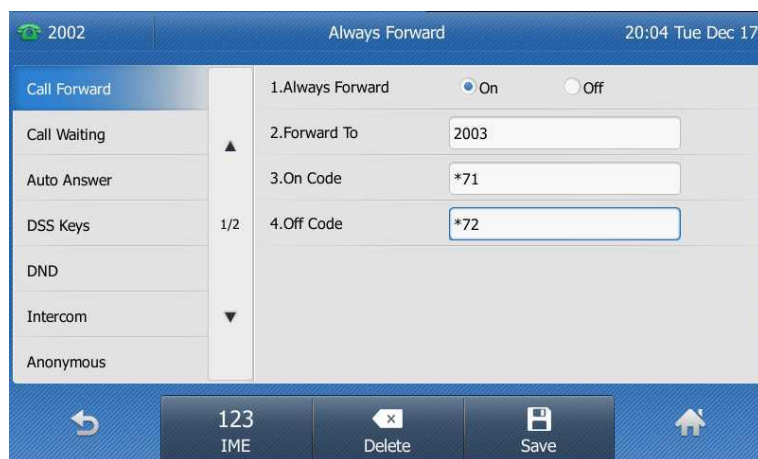 2002 Always Forward 20:04 Tue Dec 17
Call Forward
Call Waiting
Auto Answer
DSS Keys
DND
Intercom
Anonymous
1/2
1.Always Forward On Off
2.Forward To 2003
3.On Code *71
4.Off Code *72
123
IME
Delete
Save